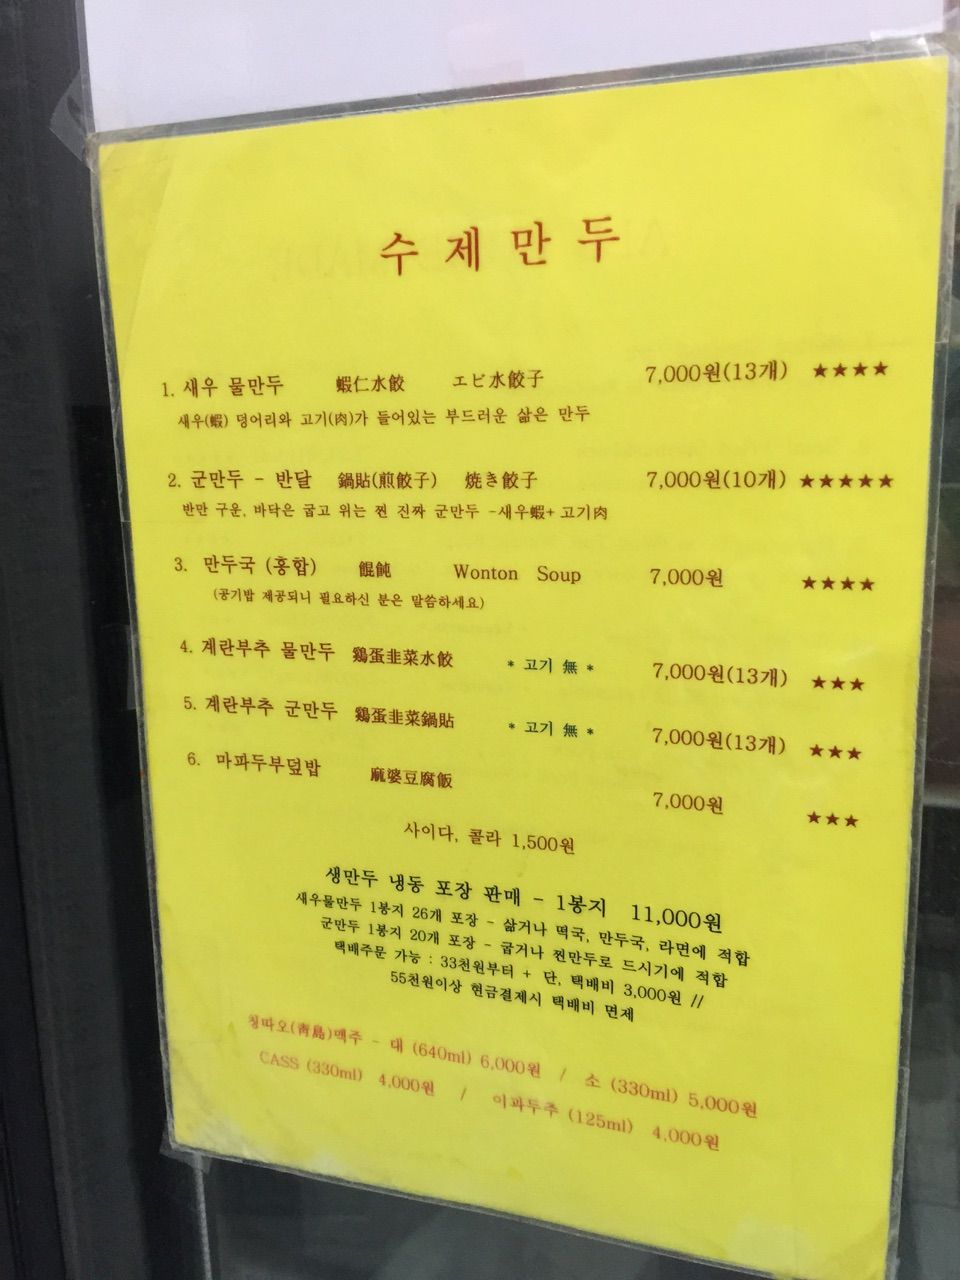 수제만두
1. 새우 물만두 蝦仁水餃 エビ水餃子 7,000원(13개) ★★★★
새우(蝦) 덩어리와 고기(肉)가 들어있는 부드러운 삶은 만두
2. 군만두 - 반달 鍋貼(煎餃子) 焼き餃子 7,000원(10개) ★★★★★
반만 구운, 바닥은 굽고 위는 찐 진짜 군만두 -새우蝦+ 고기肉
3. 만두국 (홍합) 餛飩 Wonton Soup 7,000원 ★★★★
(공기밥 제공되니 필요하신 분은 말씀하세요)
4. 계란부추 물만두 鷄蛋韭菜水餃 * 고기 無 * 7,000원(13개) ★★★
5. 계란부추 군만두 鷄蛋韭菜鍋貼 * 고기 無 * 7,000원(13개) ★★★
6. 마파두부덮밥 麻婆豆腐飯 7,000원 ★★★
사이다, 콜라 1,500원
생만두 냉동 포장 판매 - 1봉지 11,000원
새우물만두 1봉지 26개 포장 - 삶거나 떡국, 만두국, 라면에 적합
군만두 1봉지 20개 포장 - 굽거나 찐만두로 드시기에 적합
택배주문 가능 : 33천원부터 + 단, 택배비 3,000원 //
55천원이상 현금결제시 택배비 면제
칭따오(靑島)맥주 - 대 (640ml) 6,000원 / 소 (330ml) 5,000원
CASS (330ml) 4,000원 / 이과두주 (125ml) 4,000원